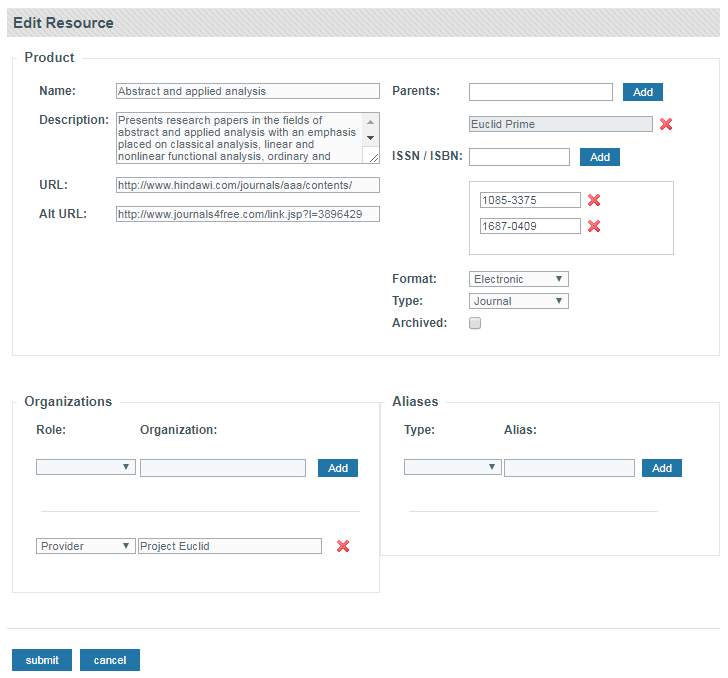 Edit Resource
Product
Name:
Abstract and applied analysis
Description:
Presents research papers in the fields of
abstract and applied analysis with an emphasis
placed on classical analysis, linear and
nonlinear functional analysis, ordinary and
URL:
http://www.hindawi.com/journals/aaa/contents/
Alt URL:
http://www.journals4free.com/link.jsp?l=3896429
Parents:
Add
Euclid Prime
ISSN / ISBN:
Add
1085-3375
1687-0409
Format:
Electronic
Type:
Journal
Archived:
Organizations
Role:
Organization:
Add
Provider
Project Euclid
Aliases
Type:
Alias:
Add
submit
cancel